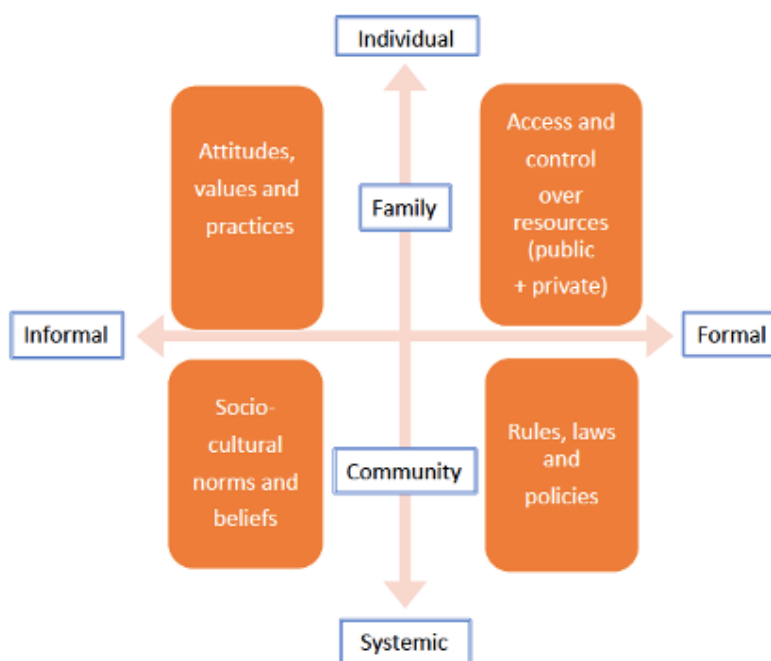 Individual
Attitudes,
values and
practices
Family
Access and
control
over
resources
(public
+ private)
Informal
Formal
Socio-
cultural
norms and
beliefs
Community
Rules, laws
and
policies
Systemic